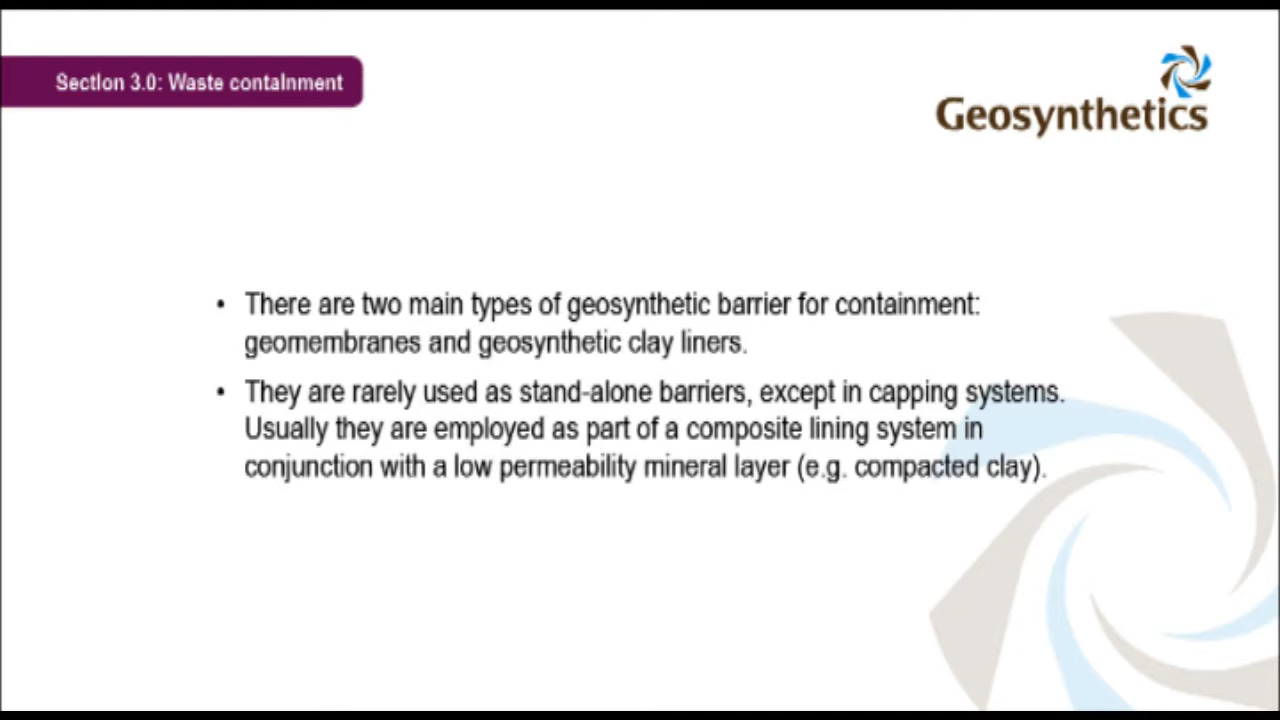 Section 3.0: Waste containment
Geosynthetics
• There are two main types of geosynthetic barrier for containment:
geomembranes and geosynthetic clay liners.
• They are rarely used as stand-alone barriers, except in capping systems.
Usually they are employed as part of a composite lining system in
conjunction with a low permeability mineral layer (e.g. compacted clay).